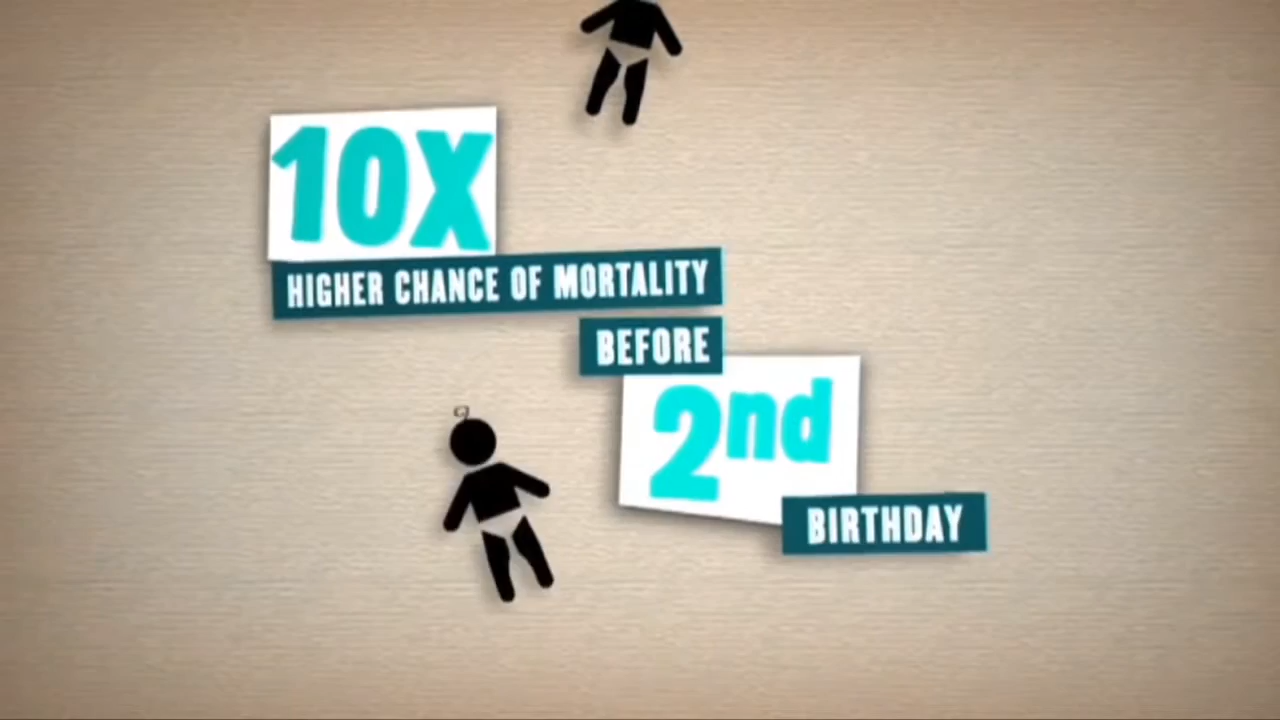 10X
HIGHER CHANCE OF MORTALITY
BEFORE
2nd
BIRTHDAY